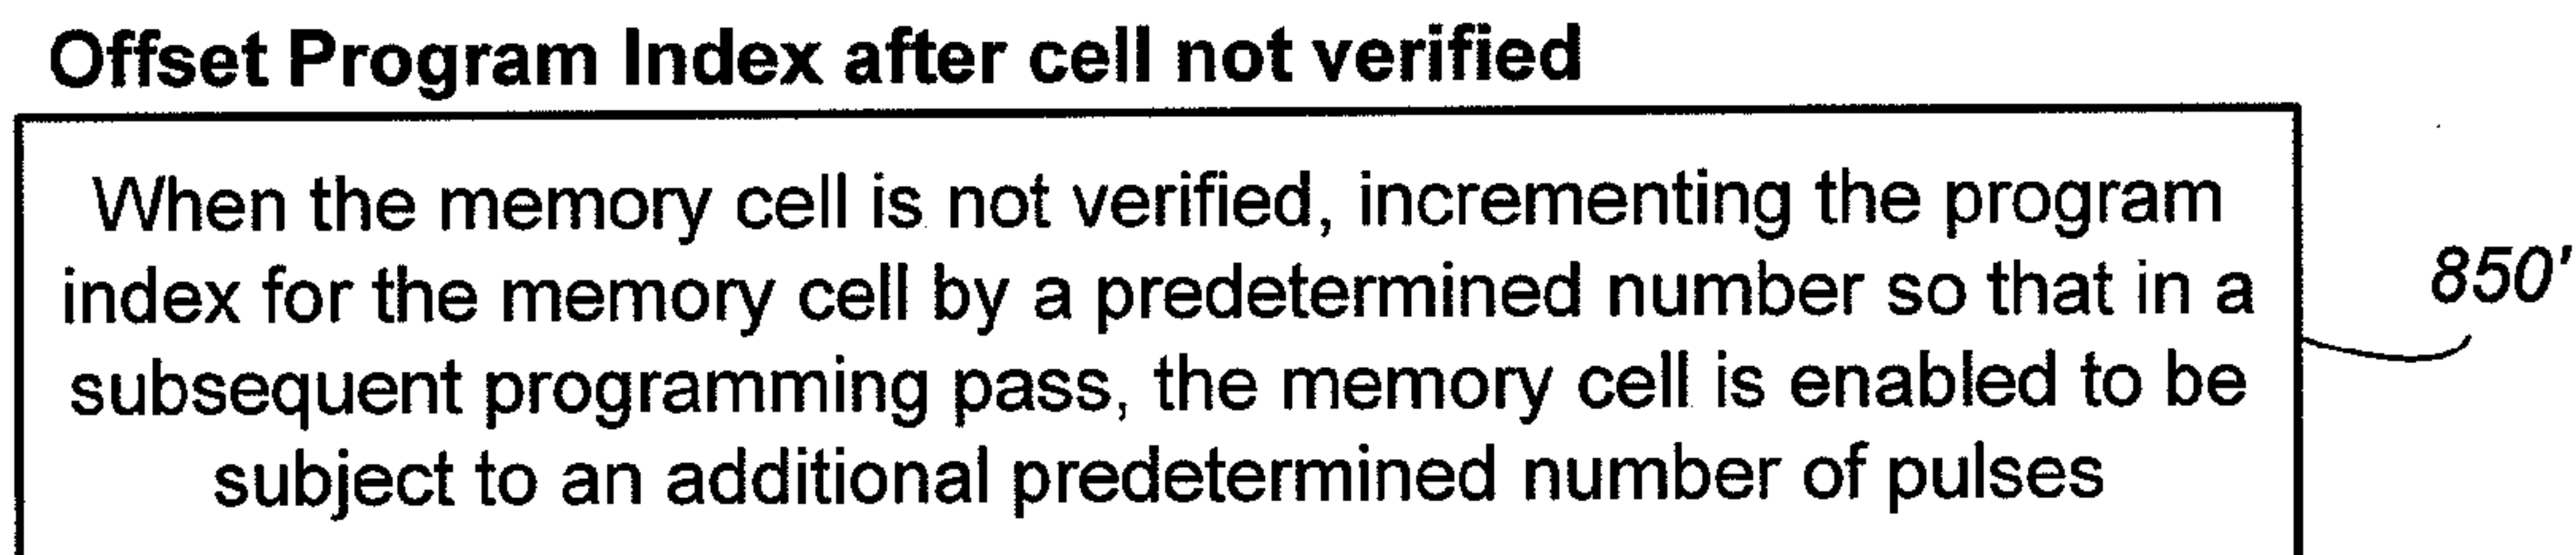 Offset Program Index after cell not verified
When the memory cell is not verified, incrementing the program
index for the memory cell by a predetermined number so that in a
subsequent programming pass, the memory cell is enabled to be
subject to an additional predetermined number of pulses
850'